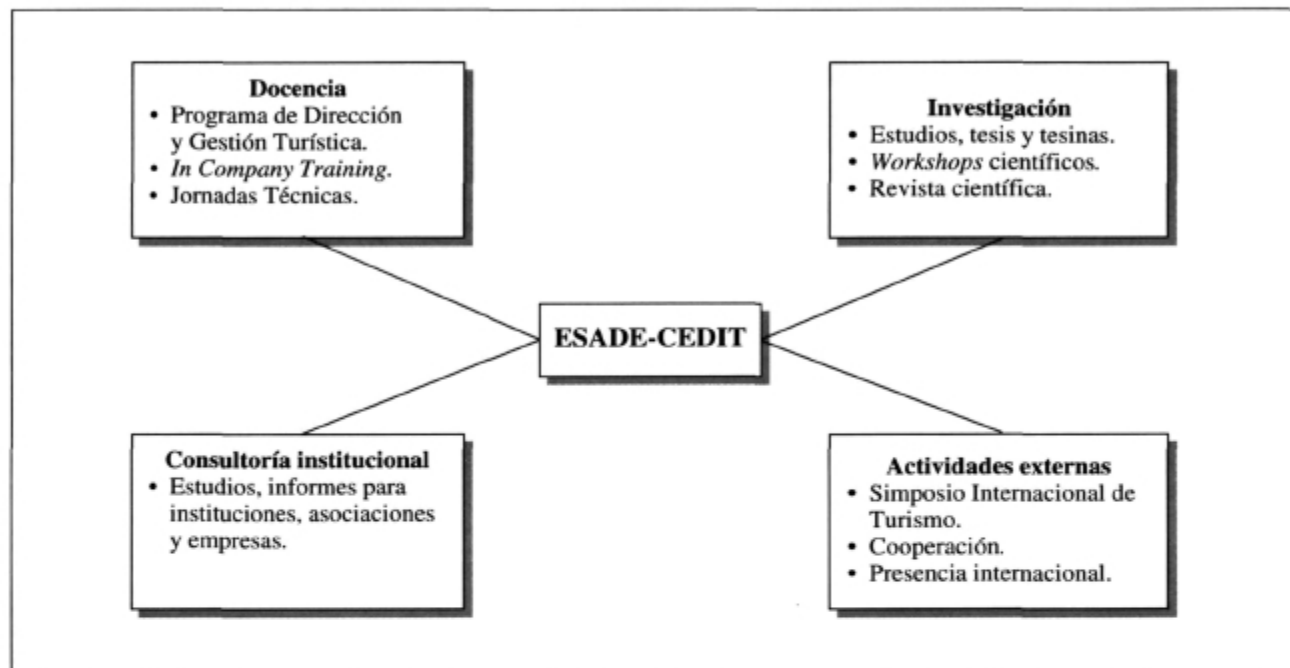 Docencia
• Programa de Dirección
y Gestión Turística.
• In Company Training.
• Jornadas Técnicas.
Investigación
• Estudios, tesis y tesinas.
• Workshops científicos.
• Revista científica.
ESADE-CEDIT
Consultoría institucional
• Estudios, informes para
instituciones, asociaciones
y empresas.
Actividades externas
• Simposio Internacional de
Turismo.
• Cooperación.
• Presencia internacional.